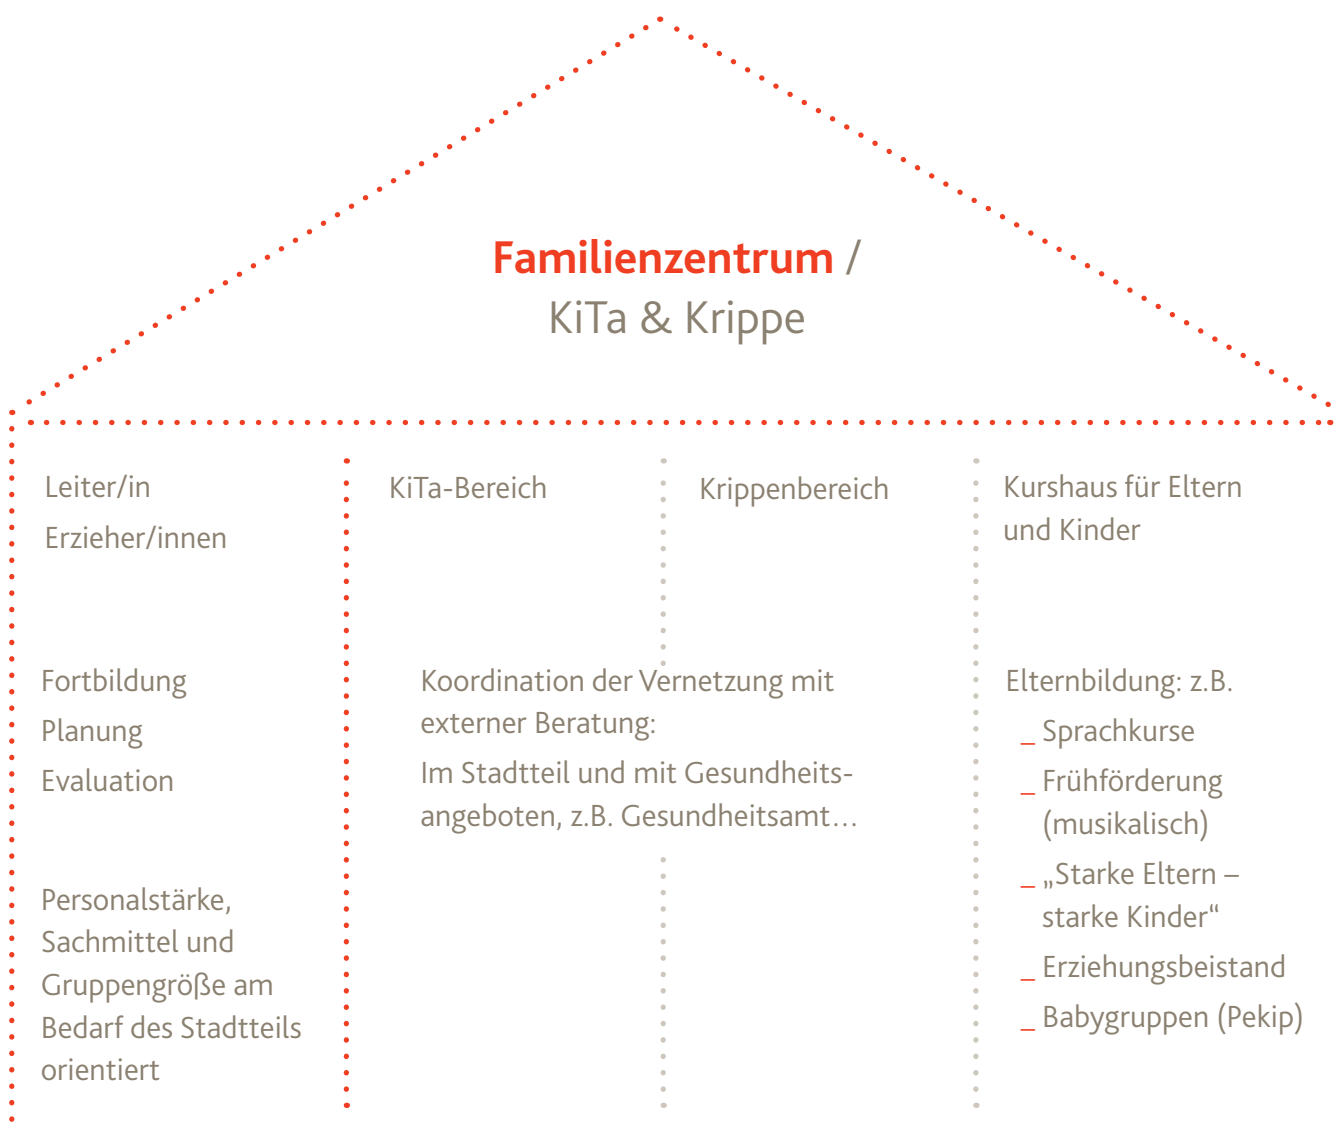 Familienzentrum /
KiTa & Krippe
Leiter/in
Erzieher/innen
Fortbildung
Planung
Evaluation
Personalstärke,
Sachmittel und
Gruppengröße am
Bedarf des Stadtteils
orientiert
KiTa-Bereich
Krippenbereich
Koordination der Vernetzung mit
externer Beratung:
Im Stadtteil und mit Gesundheits-
angeboten, z.B. Gesundheitsamt…
Kurshaus für Eltern
und Kinder
Elternbildung: z.B.
_ Sprachkurse
_ Frühförderung
(musikalisch)
_ „Starke Eltern –
starke Kinder“
_ Erziehungsbeistand
_ Babygruppen (Pekip)